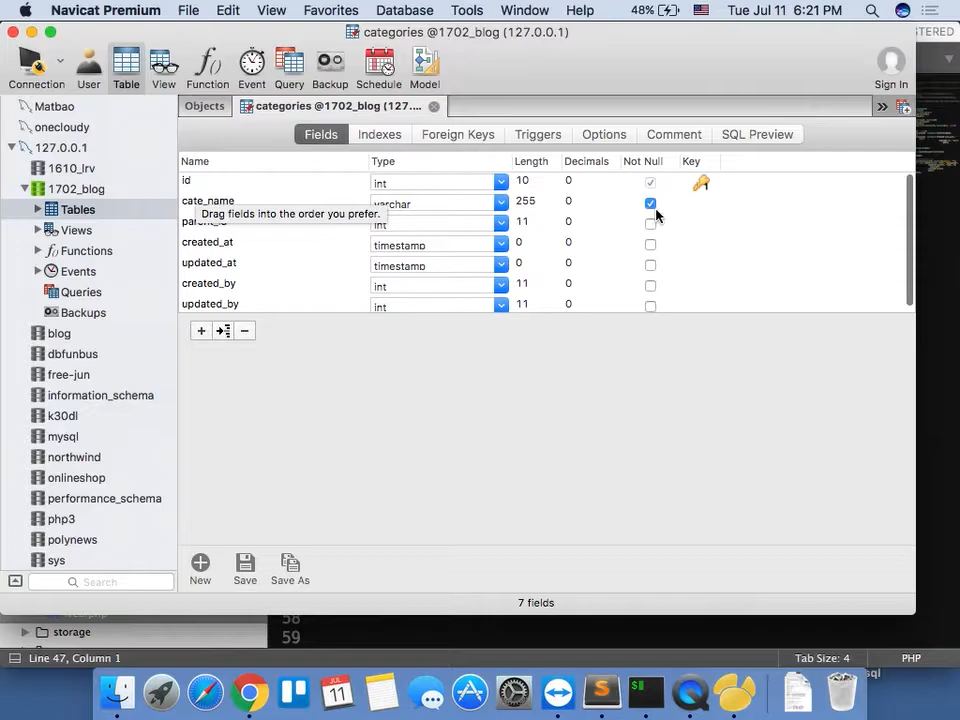 Navicat Premium File Edit View Favorites Database Tools Window Help 48% Tue Jul 11 6:21 PM
categories @1702_blog (127.0.0.1)
Connection User Table View Function Event Query Backup Schedule Model Sign In
Objects categories @1702_blog (127.... »
Matbao
onecloudy
127.0.0.1
1610_lrv
1702_blog
Tables
Views
Functions
Events
Queries
Backups
blog
dbfunbus
free-jun
information_schema
k30dl
mysql
northwind
onlineshop
performance_schema
php3
polynews
sys
Search
Fields Indexes Foreign Keys Triggers Options Comment SQL Preview
Name Type Length Decimals Not Null Key
id int 10 0
cate_name varchar 255 0
Drag fields into the order you prefer.
parent_id int 11 0
created_at timestamp 0 0
updated_at timestamp 0 0
created_by int 11 0
updated_by int 11 0
New Save Save As
7 fields
storage
58
59
Line 47, Column 1 Tab Size: 4 PHP
JUL
11